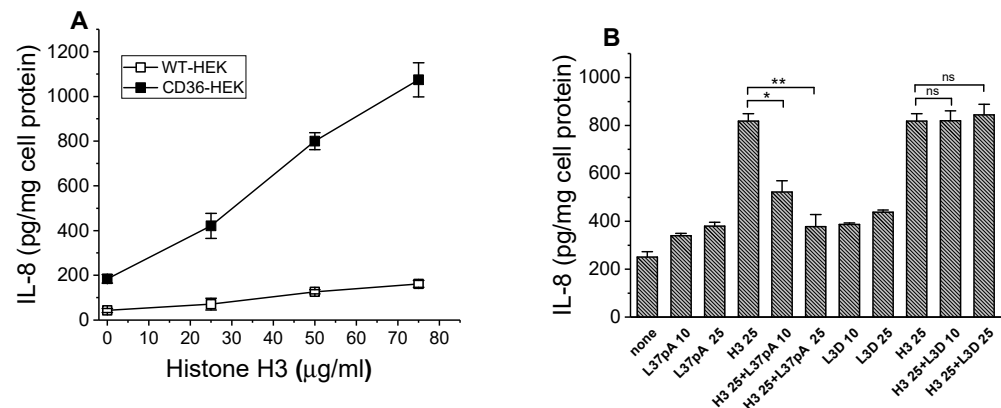 A
IL-8 (pg/mg cell protein)
1200
1000
800
600
400
200
0
WT-HEK
CD36-HEK
0 10 20 30 40 50 60 70 80
Histone H3 (μg/ml)
B
IL-8 (pg/mg cell protein)
1000
800
600
400
200
0
**
*
ns
ns
none
L37pA 10
L37pA 25
H3 25
H3 25+L37pA 10
H3 25+L37pA 25
L3D 10
L3D 25
H3 25
H3 25+L3D 10
H3 25+L3D 25